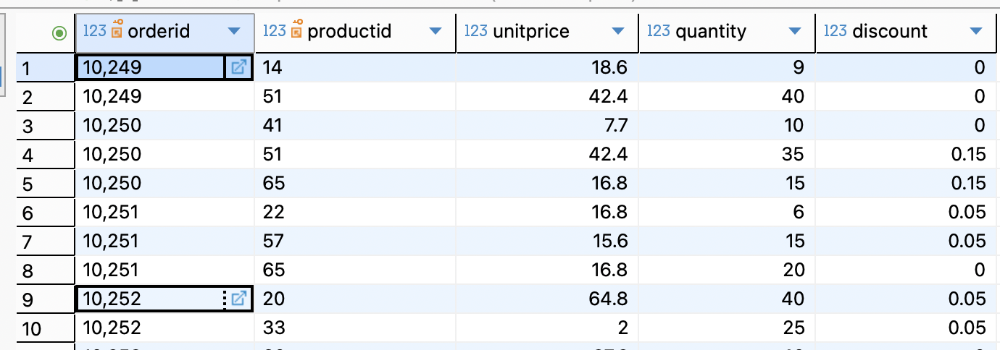 123 orderid 123 productid 123 unitprice 123 quantity 123 discount
1 10,249 14 18.6 9 0
2 10,249 51 42.4 40 0
3 10,250 41 7.7 10 0
4 10,250 51 42.4 35 0.15
5 10,250 65 16.8 15 0.15
6 10,251 22 16.8 6 0.05
7 10,251 57 15.6 15 0.05
8 10,251 65 16.8 20 0
9 10,252 20 64.8 40 0.05
10 10,252 33 2 25 0.05